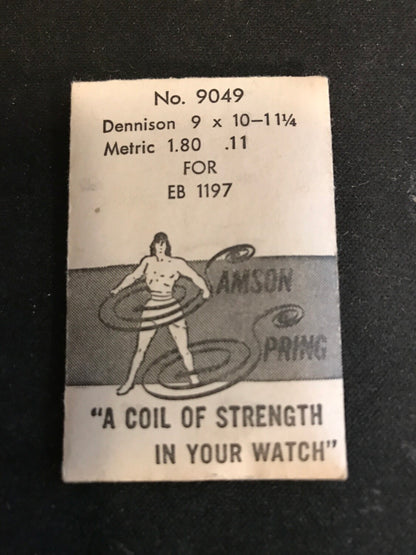 No. 9049
Dennison 9 x 10–11¼
Metric 1.80 .11
FOR
EB 1197
SAMSON
SPRING
"A COIL OF STRENGTH
IN YOUR WATCH"